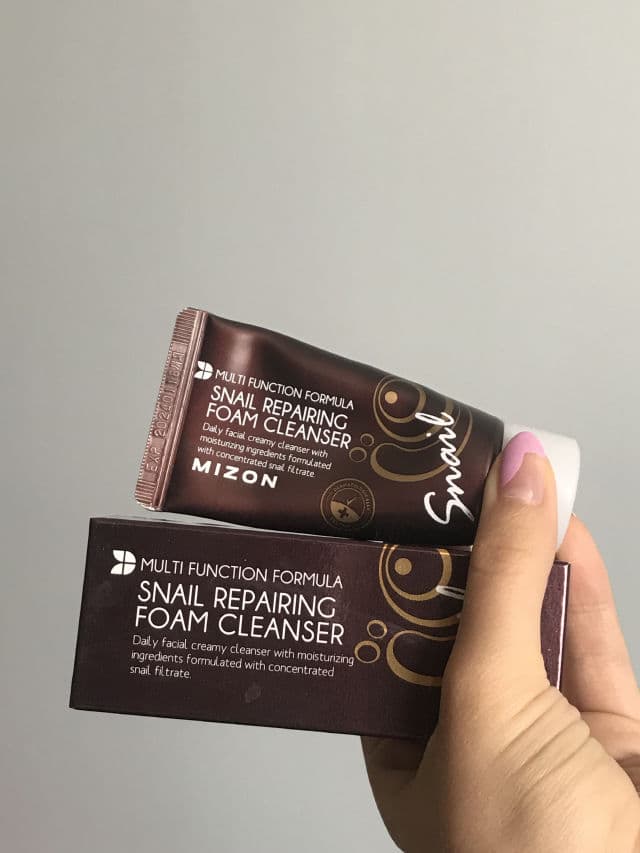 MULTI FUNCTION FORMULA
SNAIL REPAIRING
FOAM CLEANSER
Daily facial creamy cleanser with
moisturizing ingredients formulated
with concentrated snail filtrate.
MIZON
Snail
MULTI FUNCTION FORMULA
SNAIL REPAIRING
FOAM CLEANSER
Daily facial creamy cleanser with moisturizing
ingredients formulated with concentrated
snail filtrate.